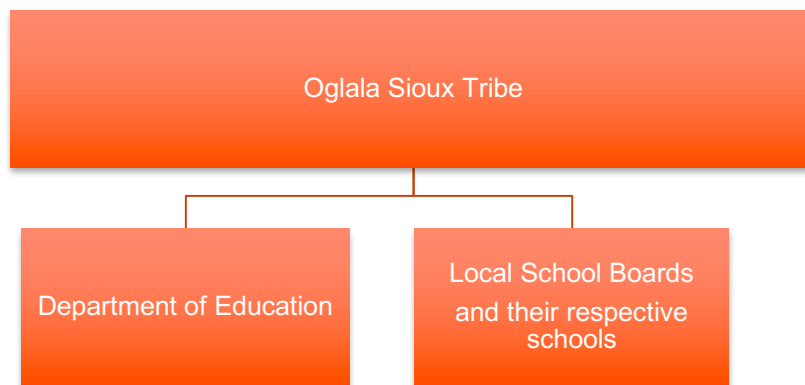 Oglala Sioux Tribe
Department of Education
Local School Boards
and their respective
schools